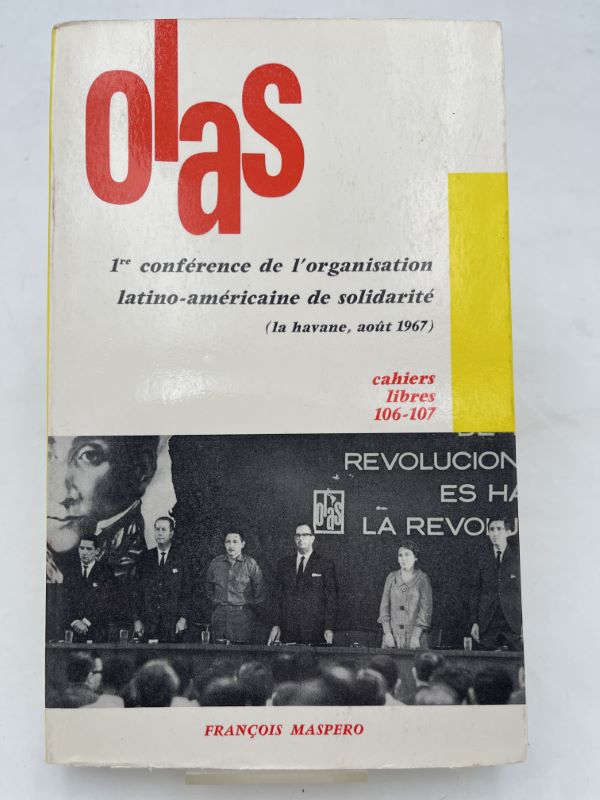 olas
1re conférence de l'organisation
latino-américaine de solidarité
(la havane, août 1967)
cahiers
libres
106-107
REVOLUCION
ES HA
olas
LA REVOLU
FRANÇOIS MASPERO